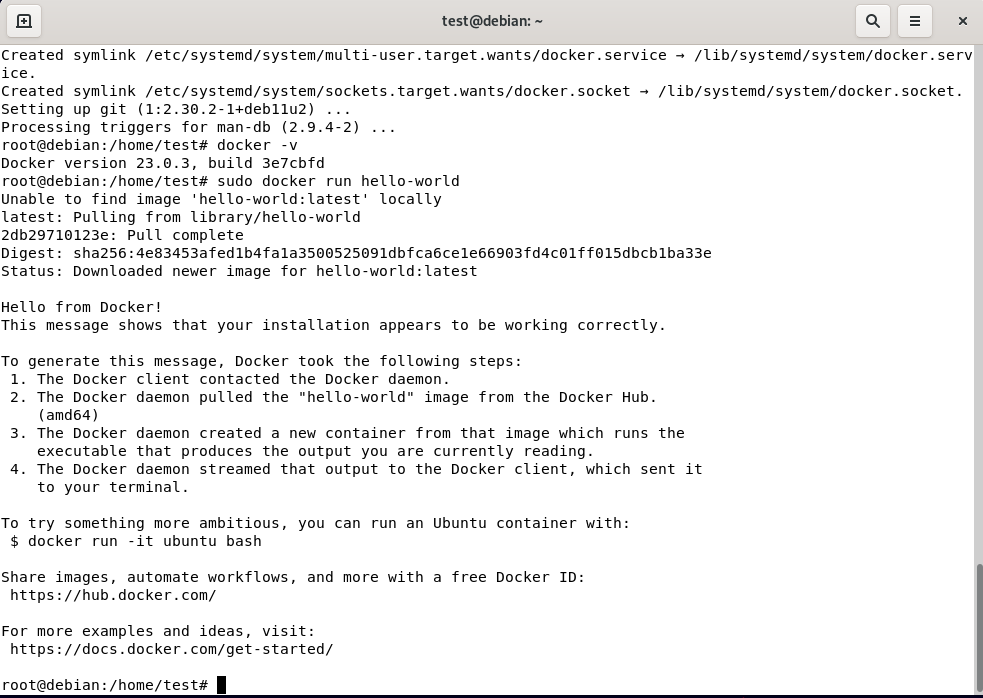 test@debian: ~
Created symlink /etc/systemd/system/multi-user.target.wants/docker.service → /lib/systemd/system/docker.serv
ice.
Created symlink /etc/systemd/system/sockets.target.wants/docker.socket → /lib/systemd/system/docker.socket.
Setting up git (1:2.30.2-1+deb11u2) ...
Processing triggers for man-db (2.9.4-2) ...
root@debian:/home/test# docker -v
Docker version 23.0.3, build 3e7cbfd
root@debian:/home/test# sudo docker run hello-world
Unable to find image 'hello-world:latest' locally
latest: Pulling from library/hello-world
2db29710123e: Pull complete
Digest: sha256:4e83453afed1b4fa1a3500525091dbfca6ce1e66903fd4c01ff015dbcb1ba33e
Status: Downloaded newer image for hello-world:latest

Hello from Docker!
This message shows that your installation appears to be working correctly.

To generate this message, Docker took the following steps:
 1. The Docker client contacted the Docker daemon.
 2. The Docker daemon pulled the "hello-world" image from the Docker Hub.
    (amd64)
 3. The Docker daemon created a new container from that image which runs the
    executable that produces the output you are currently reading.
 4. The Docker daemon streamed that output to the Docker client, which sent it
    to your terminal.

To try something more ambitious, you can run an Ubuntu container with:
 $ docker run -it ubuntu bash

Share images, automate workflows, and more with a free Docker ID:
 https://hub.docker.com/

For more examples and ideas, visit:
 https://docs.docker.com/get-started/

root@debian:/home/test#